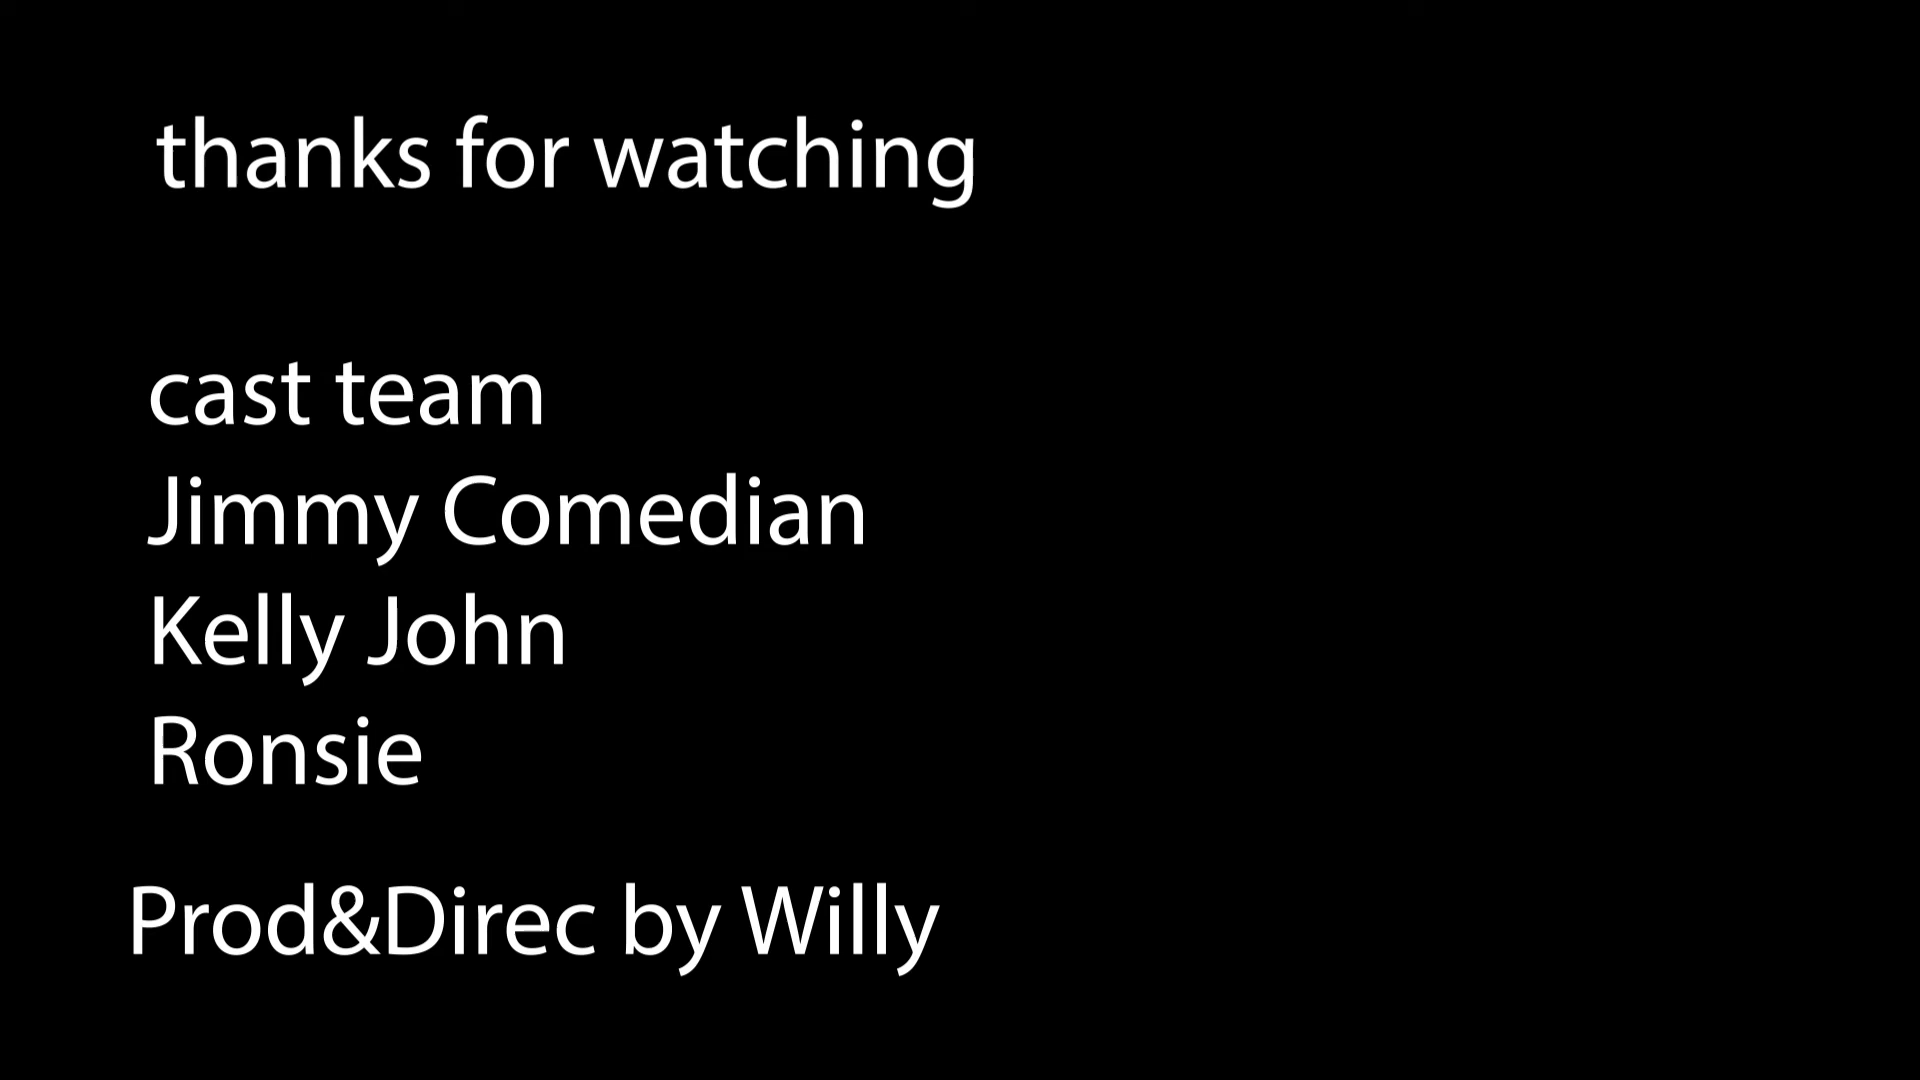 thanks for watching
cast team
Jimmy Comedian
Kelly John
Ronsie
Prod&Direc by Willy